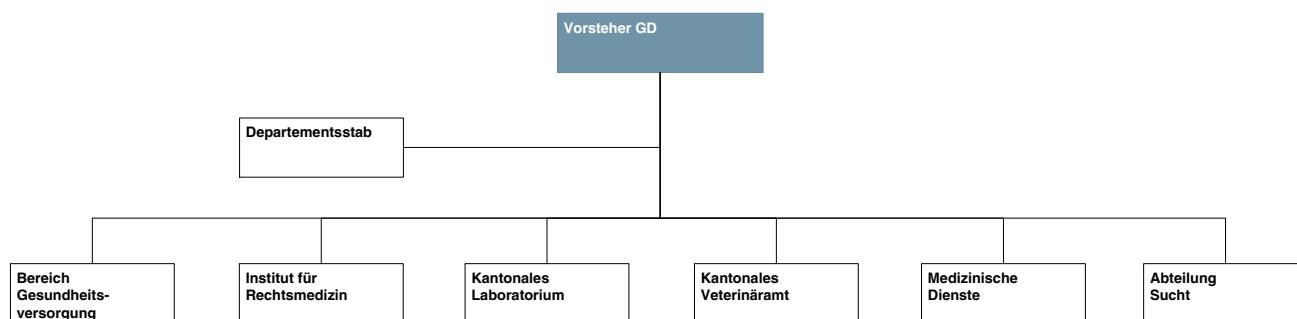 Vorsteher GD
Departementsstab
Bereich
Gesundheits-
versorgung
Institut für
Rechtsmedizin
Kantonales
Laboratorium
Kantonales
Veterinäramt
Medizinische
Dienste
Abteilung
Sucht